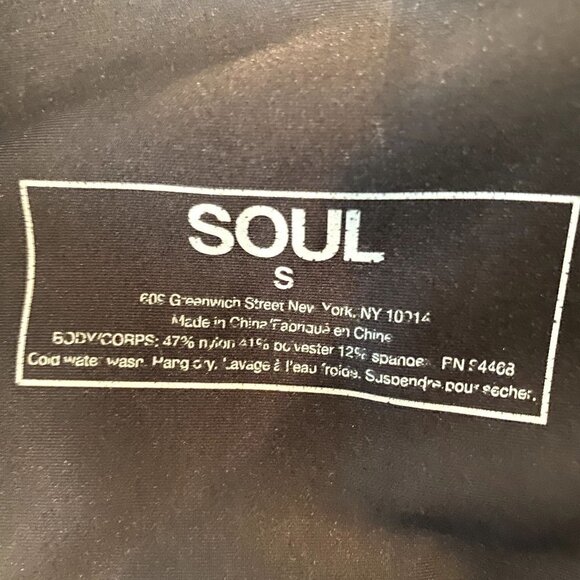 SOUL
S
609 Greenwich Street New York, NY 10014
Made in China/Fabriqué en Chine
BODY/CORPS: 47% nylon 41% polyester 12% spandex RN 94468
Cold water wash. Hang dry. Lavage à l'eau froide. Suspendre pour sécher.